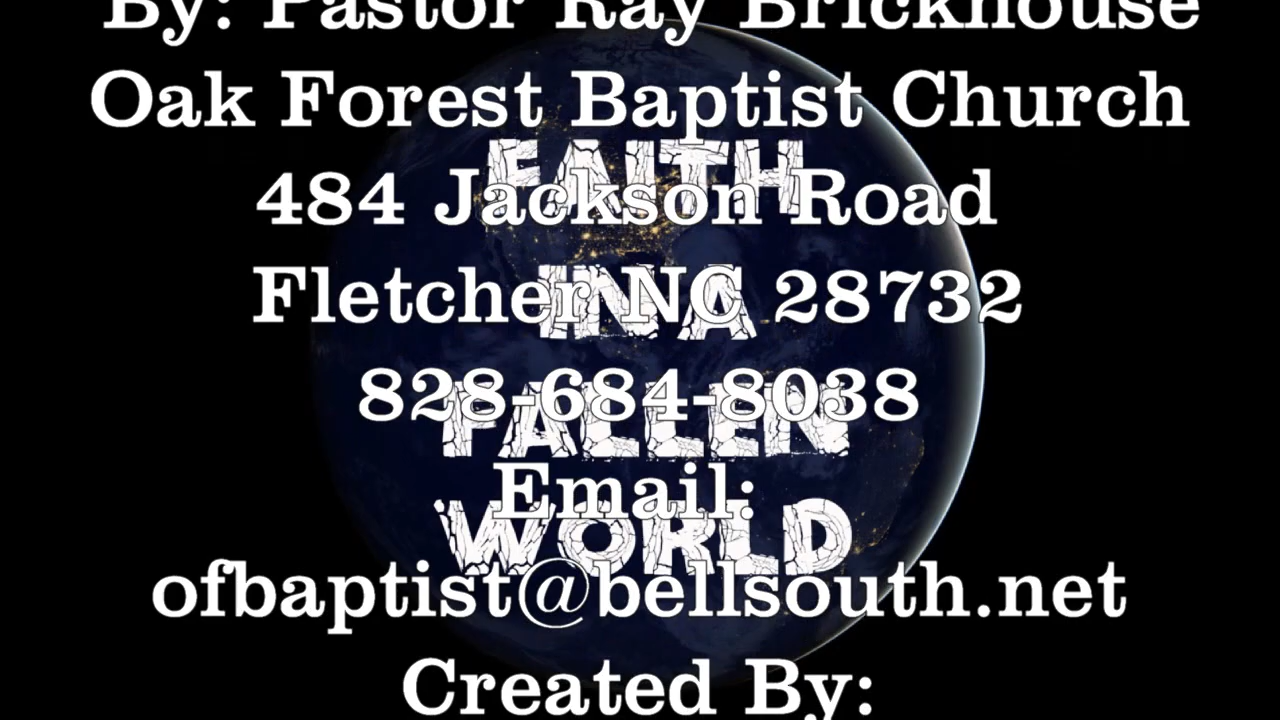 By: Pastor Ray Brickhouse
Oak Forest Baptist Church
484 Jackson Road
Fletcher NC 28732
828-684-8038
Email:
ofbaptist@bellsouth.net
Created By:
FAITH
IN A
FALLEN
WORLD